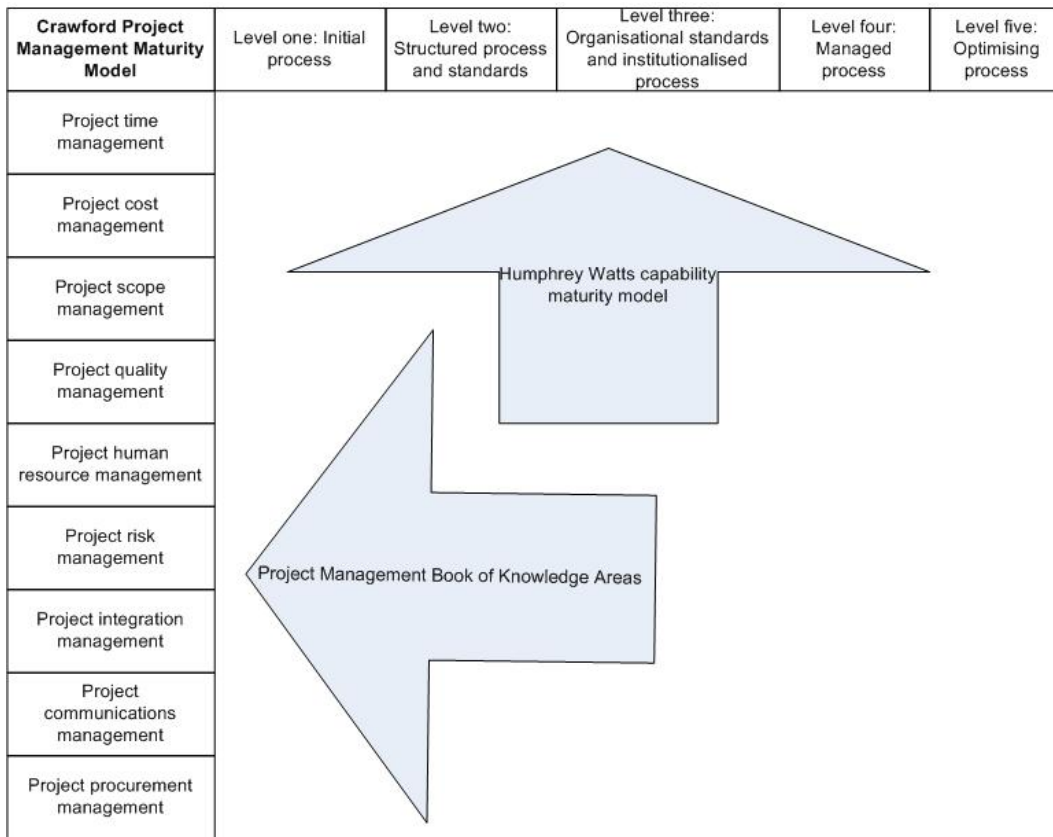 Crawford Project
Management Maturity
Model
Level one: Initial
process
Level two:
Structured process
and standards
Level three:
Organisational standards
and institutionalised
process
Level four:
Managed
process
Level five:
Optimising
process
Project time
management
Project cost
management
Project scope
management
Project quality
management
Project human
resource management
Project risk
management
Project integration
management
Project
communications
management
Project procurement
management
Humphrey Watts capability
maturity model
Project Management Book of Knowledge Areas